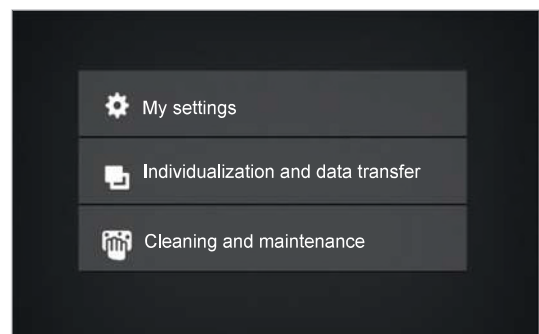 My settings
Individualization and data transfer
Cleaning and maintenance